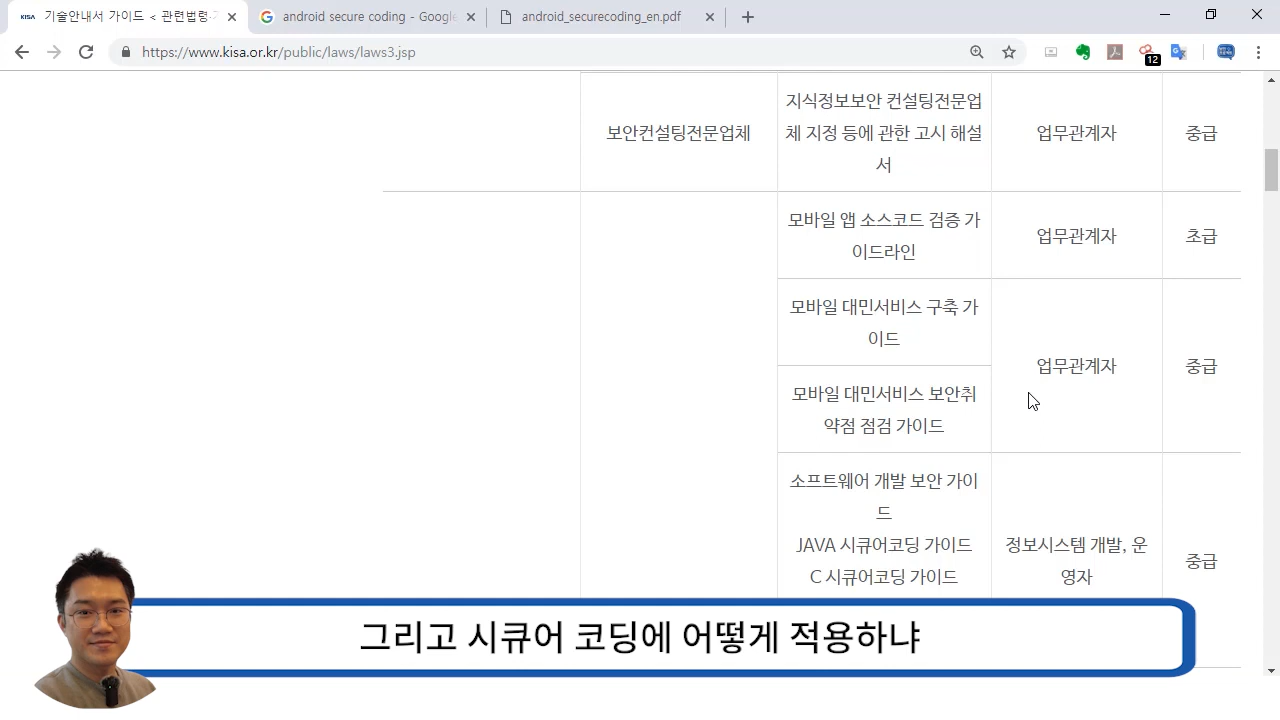 KISA 기술안내서 가이드 < 관련법령·기
android secure coding - Google
android_securecoding_en.pdf
https://www.kisa.or.kr/public/laws/laws3.jsp
12
보안컨설팅전문업체
지식정보보안 컨설팅전문업
체 지정 등에 관한 고시 해설
서
업무관계자
중급
모바일 앱 소스코드 검증 가
이드라인
업무관계자
초급
모바일 대민서비스 구축 가
이드
모바일 대민서비스 보안취
약점 점검 가이드
업무관계자
중급
소프트웨어 개발 보안 가이
드
JAVA 시큐어코딩 가이드
C 시큐어코딩 가이드
정보시스템 개발, 운
영자
중급
그리고 시큐어 코딩에 어떻게 적용하냐